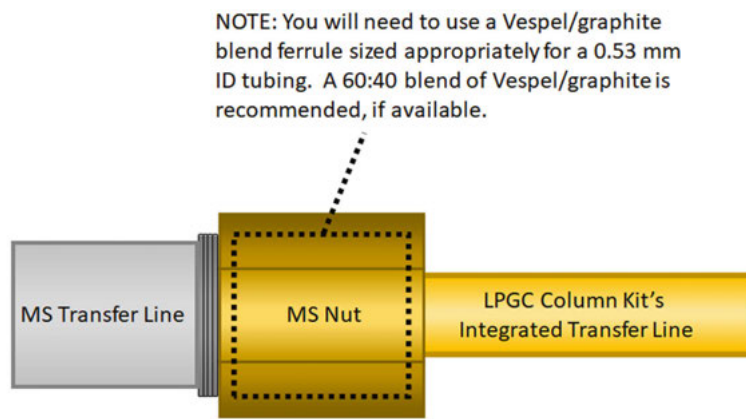 NOTE: You will need to use a Vespel/graphite
blend ferrule sized appropriately for a 0.53 mm
ID tubing. A 60:40 blend of Vespel/graphite is
recommended, if available.
MS Transfer Line
MS Nut
LPGC Column Kit's
Integrated Transfer Line